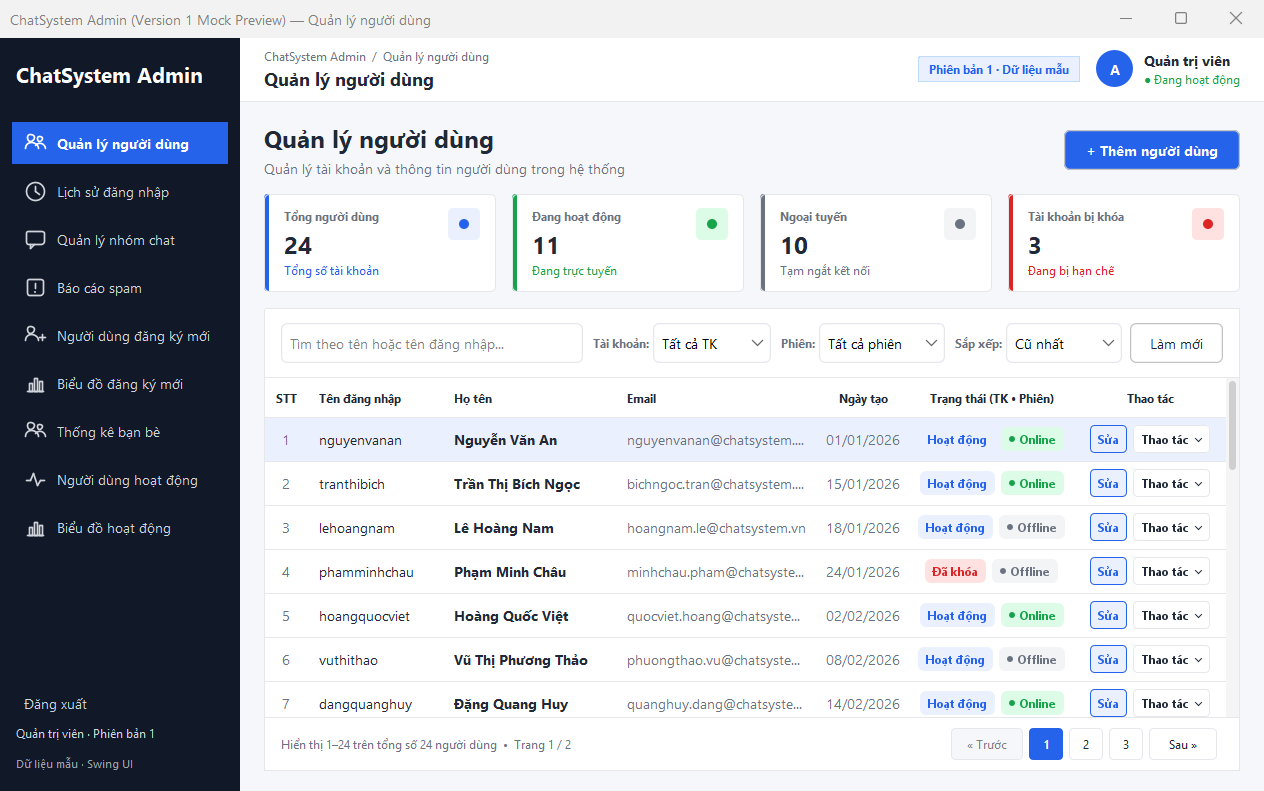 ChatSystem Admin (Version 1 Mock Preview) — Quản lý người dùng
ChatSystem Admin
Quản lý người dùng
Lịch sử đăng nhập
Quản lý nhóm chat
Báo cáo spam
Người dùng đăng ký mới
Biểu đồ đăng ký mới
Thống kê bạn bè
Người dùng hoạt động
Biểu đồ hoạt động
Đăng xuất
Quản trị viên · Phiên bản 1
Dữ liệu mẫu · Swing UI
ChatSystem Admin / Quản lý người dùng
Quản lý người dùng
Phiên bản 1 · Dữ liệu mẫu
A
Quản trị viên
● Đang hoạt động
Quản lý người dùng
Quản lý tài khoản và thông tin người dùng trong hệ thống
+ Thêm người dùng
Tổng người dùng
24
Tổng số tài khoản
Đang hoạt động
11
Đang trực tuyến
Ngoại tuyến
10
Tạm ngắt kết nối
Tài khoản bị khóa
3
Đang bị hạn chế
Tìm theo tên hoặc tên đăng nhập... Tài khoản: Tất cả TK Phiên: Tất cả phiên Sắp xếp: Cũ nhất Làm mới
STT Tên đăng nhập Họ tên Email Ngày tạo Trạng thái (TK • Phiên) Thao tác
1 nguyenvanan Nguyễn Văn An nguyenvanan@chatsystem.... 01/01/2026 Hoạt động ● Online Sửa Thao tác
2 tranthibich Trần Thị Bích Ngọc bichngoc.tran@chatsystem.... 15/01/2026 Hoạt động ● Online Sửa Thao tác
3 lehoangnam Lê Hoàng Nam hoangnam.le@chatsystem.vn 18/01/2026 Hoạt động ● Offline Sửa Thao tác
4 phamminhchau Phạm Minh Châu minhchau.pham@chatsyste... 24/01/2026 Đã khóa ● Offline Sửa Thao tác
5 hoangquocviet Hoàng Quốc Việt quocviet.hoang@chatsyste... 02/02/2026 Hoạt động ● Online Sửa Thao tác
6 vuthithao Vũ Thị Phương Thảo phuongthao.vu@chatsyste... 08/02/2026 Hoạt động ● Offline Sửa Thao tác
7 dangquanghuy Đặng Quang Huy quanghuy.dang@chatsyste... 14/02/2026 Hoạt động ● Online Sửa Thao tác
Hiển thị 1–24 trên tổng số 24 người dùng • Trang 1 / 2
« Trước 1 2 3 Sau »